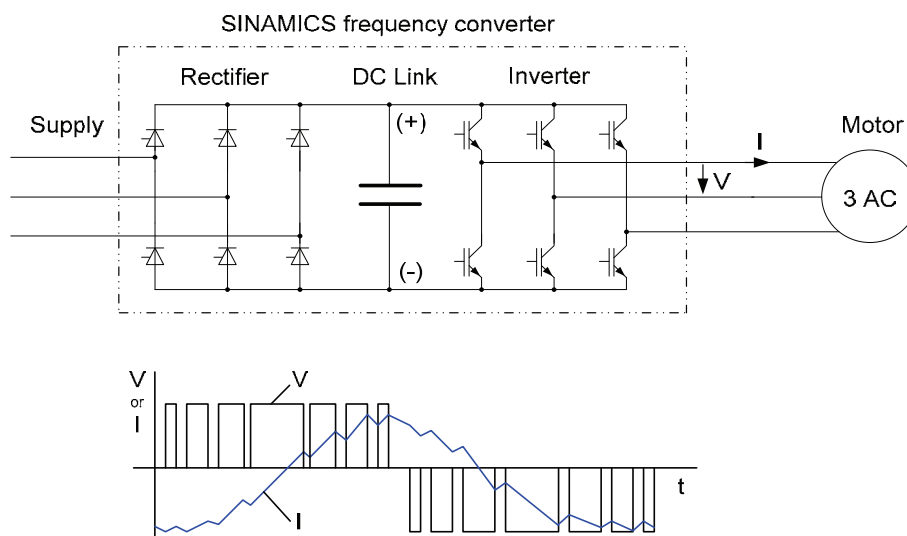 SINAMICS frequency converter
Rectifier DC Link Inverter
Supply (+) I Motor
V
3 AC
(-)
V V
or
I
t
I